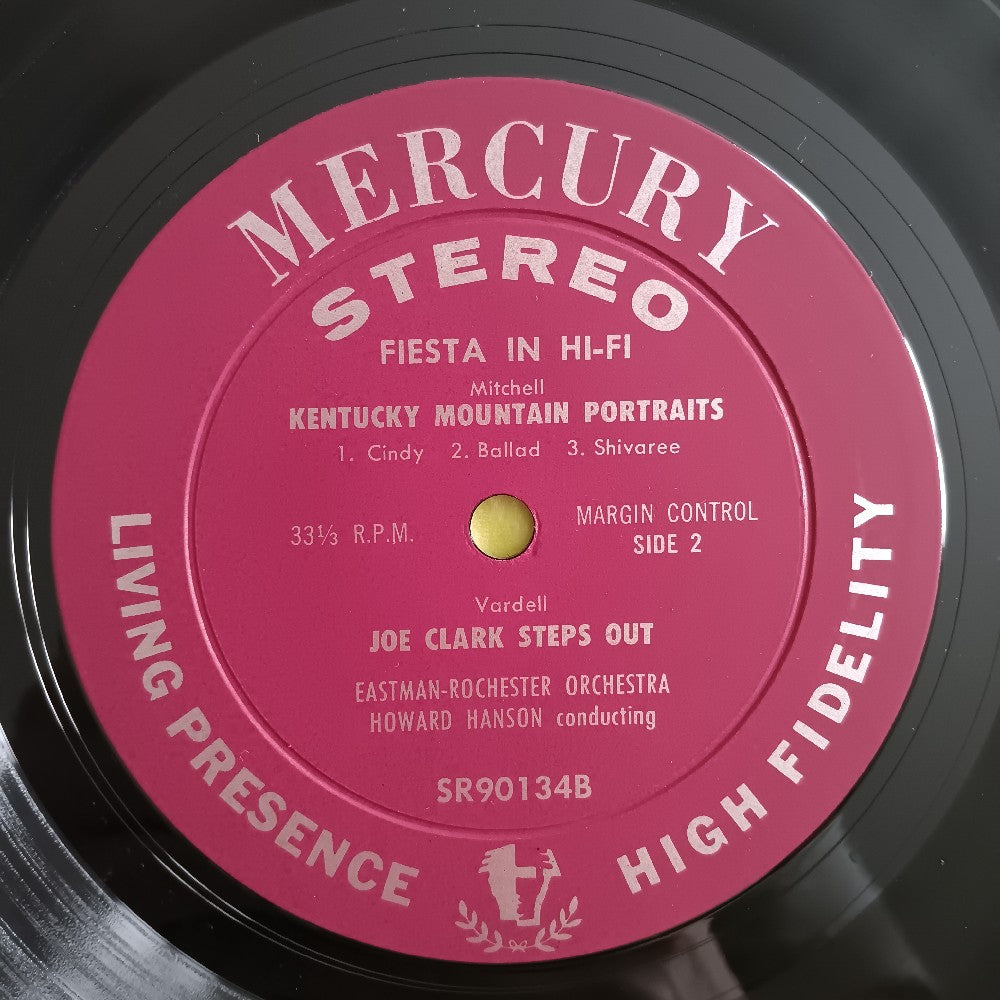 MERCURY
STEREO
FIESTA IN HI-FI
Mitchell
KENTUCKY MOUNTAIN PORTRAITS
1. Cindy 2. Ballad 3. Shivaree
33⅓ R.P.M.
MARGIN CONTROL
SIDE 2
Vardell
JOE CLARK STEPS OUT
EASTMAN-ROCHESTER ORCHESTRA
HOWARD HANSON conducting
SR90134B
LIVING PRESENCE
HIGH FIDELITY